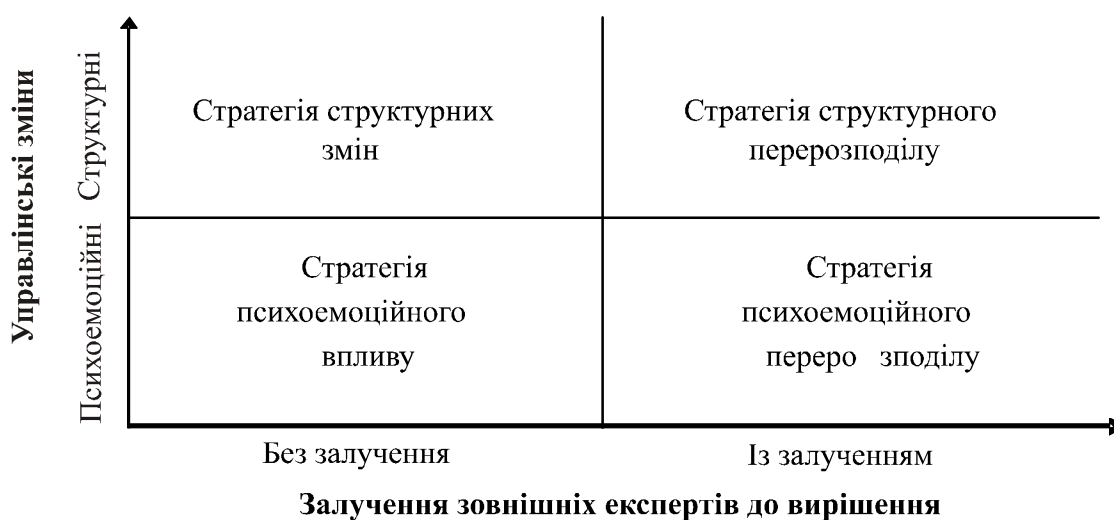 Управлінські зміни
Структурні
Психоемоційні
Стратегія структурних
змін
Стратегія структурного
перерозподілу
Стратегія
психоемоційного
впливу
Стратегія
психоемоційного
переро зподілу
Без залучення
Із залученням
Залучення зовнішніх експертів до вирішення